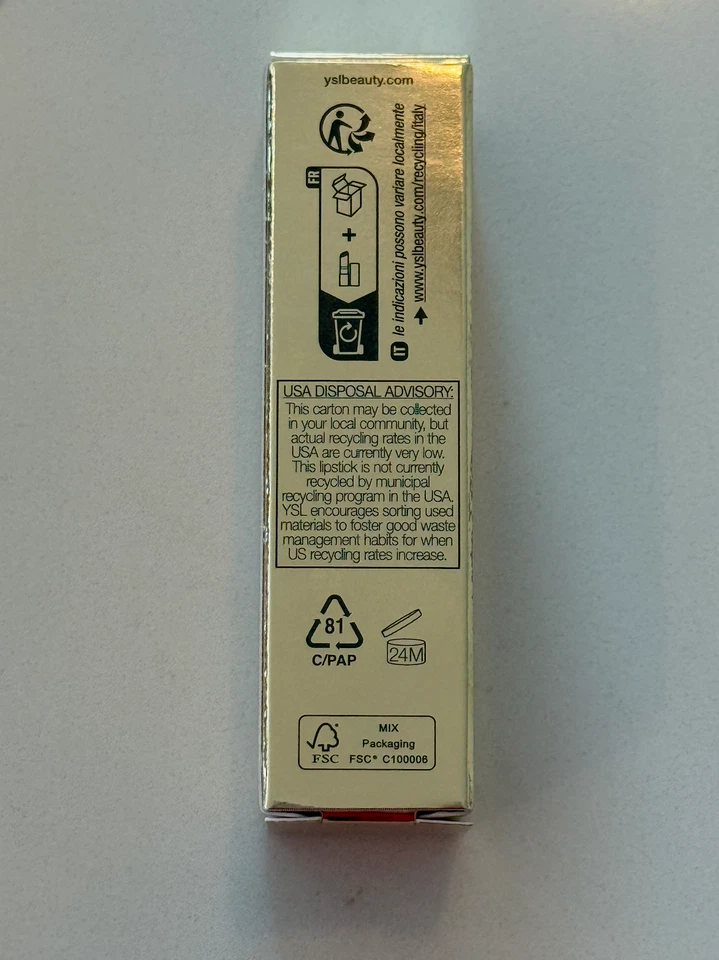 yslbeauty.com
FR
+
IT le indicazioni possono variare localmente
www.yslbeauty.com/recycling/italy
USA DISPOSAL ADVISORY:
This carton may be collected
in your local community, but
actual recycling rates in the
USA are currently very low.
This lipstick is not currently
recycled by municipal
recycling program in the USA.
YSL encourages sorting used
materials to foster good waste
management habits for when
US recycling rates increase.
81
C/PAP
24M
FSC
MIX
Packaging
FSC® C100006